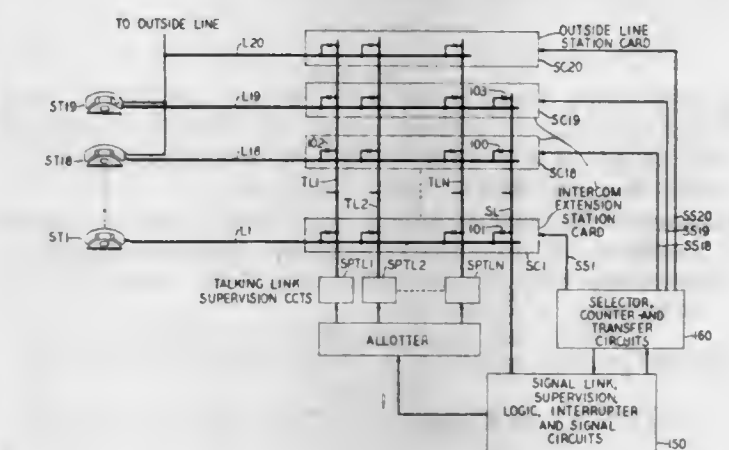 TO OUTSIDE LINE
OUTSIDE LINE
STATION CARD
L20
SC20
ST19
L19
103
SC19
ST18
L18
102
100
SC18
TL1
TLN
TL2
SL
INTERCOM
EXTENSION
STATION
CARD
SS20
SS19
SS18
ST1
L1
101
SC1
SS1
TALKING LINK
SUPERVISION CCTS
SPTL1
SPTL2
SPTLN
ALLOTTER
SELECTOR,
COUNTER AND
TRANSFER
CIRCUITS
160
SIGNAL LINK,
SUPERVISION,
LOGIC, INTERRUPTER
AND SIGNAL
CIRCUITS
150